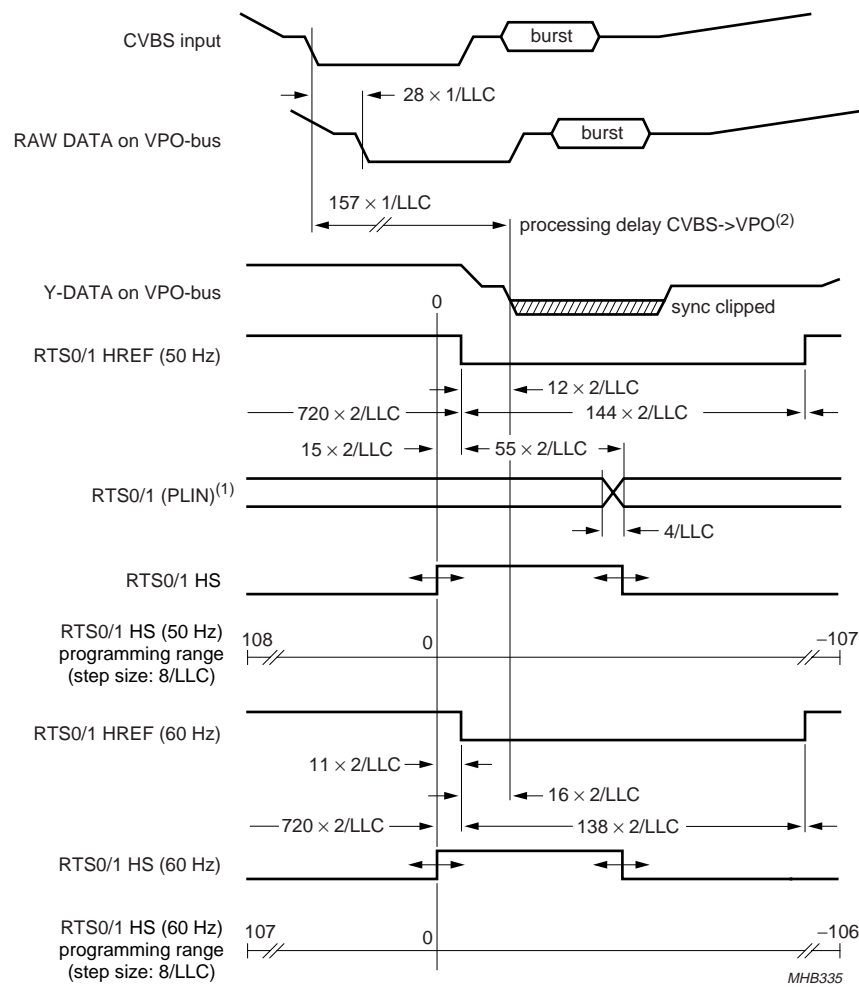 CVBS input
burst
28 × 1/LLC
RAW DATA on VPO-bus
burst
157 × 1/LLC
processing delay CVBS->VPO(2)
Y-DATA on VPO-bus
0
sync clipped
RTS0/1 HREF (50 Hz)
12 × 2/LLC
720 × 2/LLC
144 × 2/LLC
15 × 2/LLC
55 × 2/LLC
RTS0/1 (PLIN)(1)
4/LLC
RTS0/1 HS
RTS0/1 HS (50 Hz)
programming range
(step size: 8/LLC)
108
0
−107
RTS0/1 HREF (60 Hz)
11 × 2/LLC
16 × 2/LLC
720 × 2/LLC
138 × 2/LLC
RTS0/1 HS (60 Hz)
RTS0/1 HS (60 Hz)
programming range
(step size: 8/LLC)
107
0
−106
MHB335